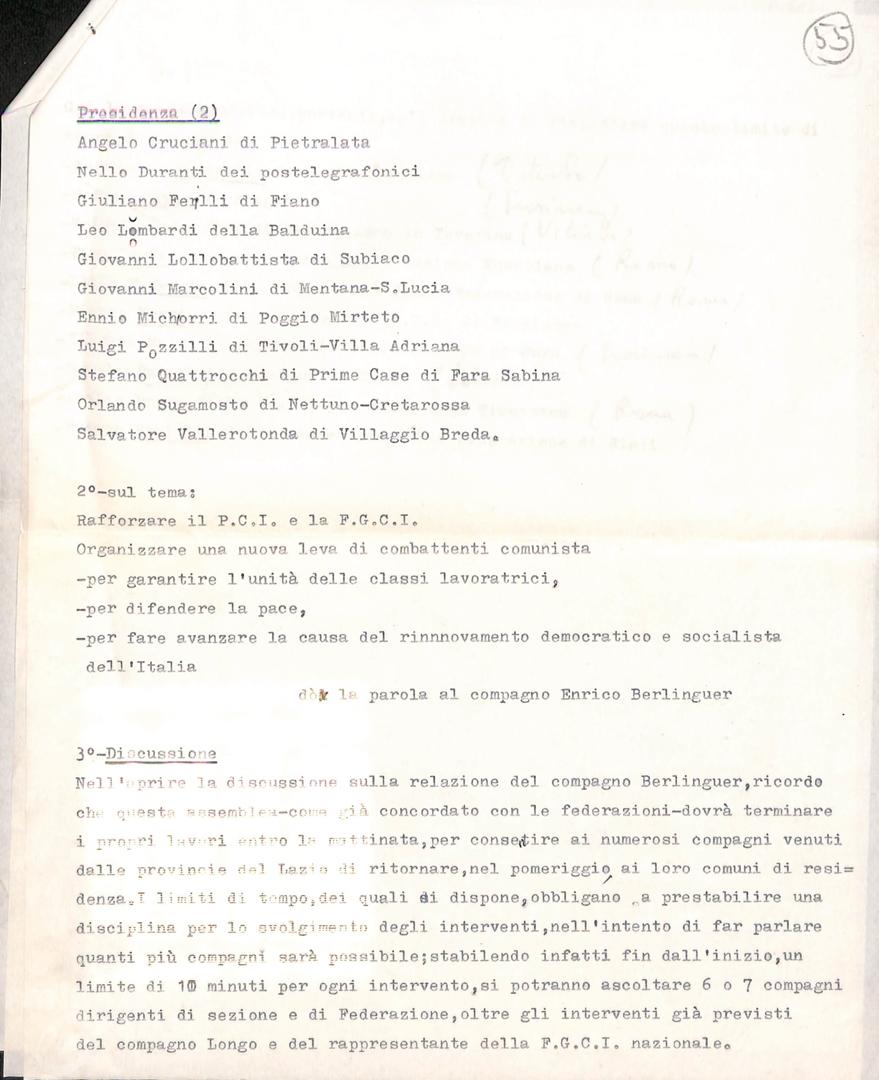 55
Presidenza (2)
Angelo Cruciani di Pietralata
Nello Duranti dei postelegrafonici
Giuliano Ferlli di Fiano
Leo Lombardi della Balduina
Giovanni Lollobattista di Subiaco
Giovanni Marcolini di Mentana-S.Lucia
Ennio Michorri di Poggio Mirteto
Luigi Pozzilli di Tivoli-Villa Adriana
Stefano Quattrocchi di Prime Case di Fara Sabina
Orlando Sugamosto di Nettuno-Cretarossa
Salvatore Vallerotonda di Villaggio Breda.
2°-sul tema:
Rafforzare il P.C.I. e la F.G.C.I.
Organizzare una nuova leva di combattenti comunista
-per garantire l'unità delle classi lavoratrici,
-per difendere la pace,
-per fare avanzare la causa del rinnnovamento democratico e socialista
dell'Italia
dò la parola al compagno Enrico Berlinguer
3°-Discussione
Nell'aprire la discussione sulla relazione del compagno Berlinguer,ricordo
che questa assemblea-come già concordato con le federazioni-dovrà terminare
i propri lavori entro la mattinata,per consetire ai numerosi compagni venuti
dalle provincie del Lazio di ritornare,nel pomeriggio, ai loro comuni di resi=
denza.I limiti di tempo,dei quali si dispone,obbligano a prestabilire una
disciplina per lo svolgimento degli interventi,nell'intento di far parlare
quanti più compagni sarà possibile;stabilendo infatti fin dall'inizio,un
limite di 10 minuti per ogni intervento,si potranno ascoltare 6 o 7 compagni
dirigenti di sezione e di Federazione,oltre gli interventi già previsti
del compagno Longo e del rappresentante della F.G.C.I. nazionale.